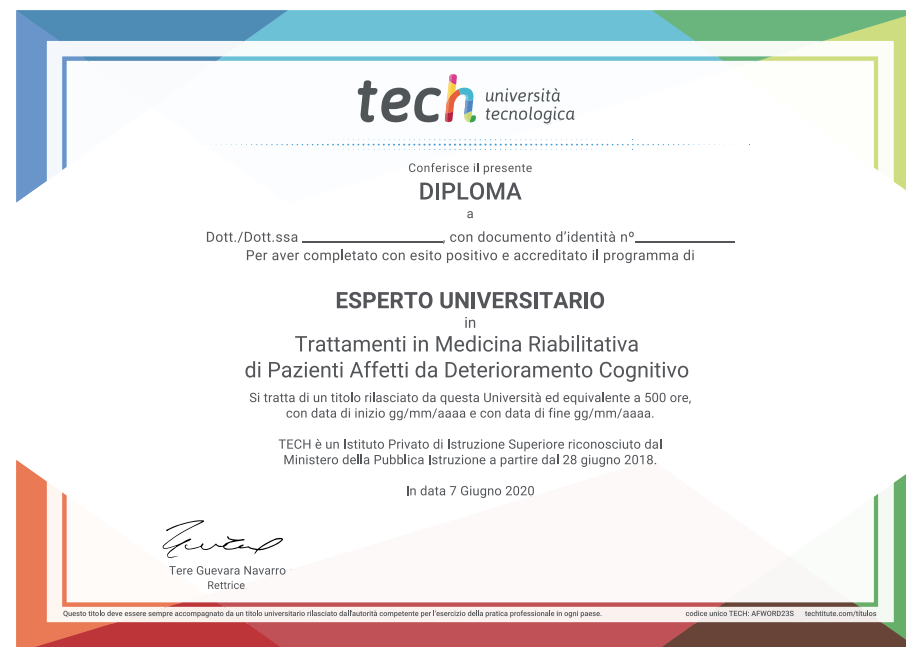 tech università
tecnologica
Conferisce il presente
DIPLOMA
a
Dott./Dott.ssa ________________, con documento d'identità nº____________
Per aver completato con esito positivo e accreditato il programma di
ESPERTO UNIVERSITARIO
in
Trattamenti in Medicina Riabilitativa
di Pazienti Affetti da Deterioramento Cognitivo
Si tratta di un titolo rilasciato da questa Università ed equivalente a 500 ore,
con data di inizio gg/mm/aaaa e con data di fine gg/mm/aaaa.
TECH è un Istituto Privato di Istruzione Superiore riconosciuto dal
Ministero della Pubblica Istruzione a partire dal 28 giugno 2018.
In data 7 Giugno 2020
Tere Guevara Navarro
Rettrice
Questo titolo deve essere sempre accompagnato da un titolo universitario rilasciato dall'autorità competente per l'esercizio della pratica professionale in ogni paese. codice unico TECH: AFWORD23S techtitute.com/títulos